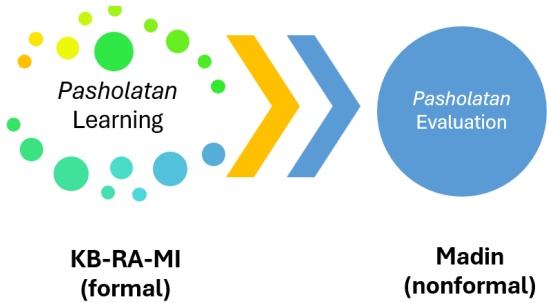 Pasholatan
Learning
Pasholatan
Evaluation
KB-RA-MI
(formal)
Madin
(nonformal)